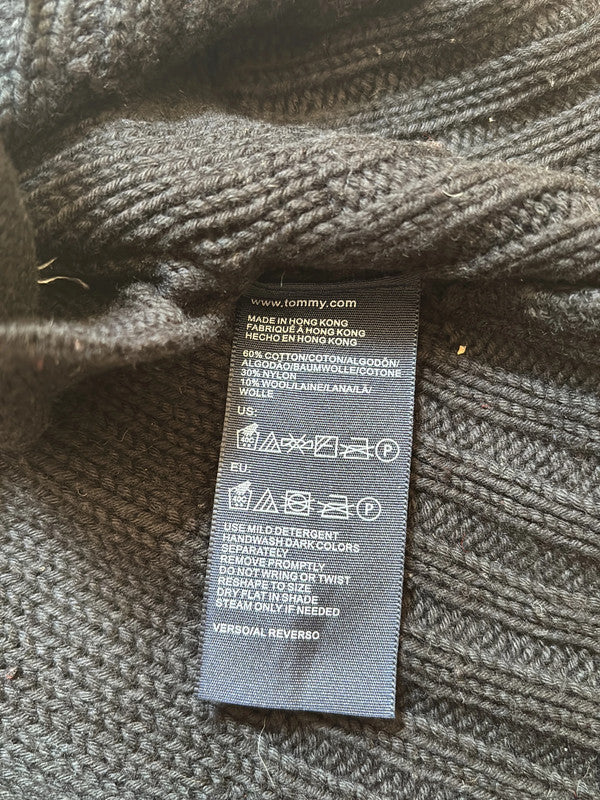 www.tommy.com
MADE IN HONG KONG
FABRIQUÉ À HONG KONG
HECHO EN HONG KONG
60% COTTON/COTON/ALGODÓN/
ALGODÃO/BAUMWOLLE/COTONE
30% NYLON
10% WOOL/LAINE/LANA/LÃ/
WOLLE
US:
P
EU:
P
USE MILD DETERGENT
HANDWASH DARK COLORS
SEPARATELY
REMOVE PROMPTLY
DO NOT WRING OR TWIST
RESHAPE TO SIZE
DRY FLAT IN SHADE
STEAM ONLY IF NEEDED
VERSO/AL REVERSO